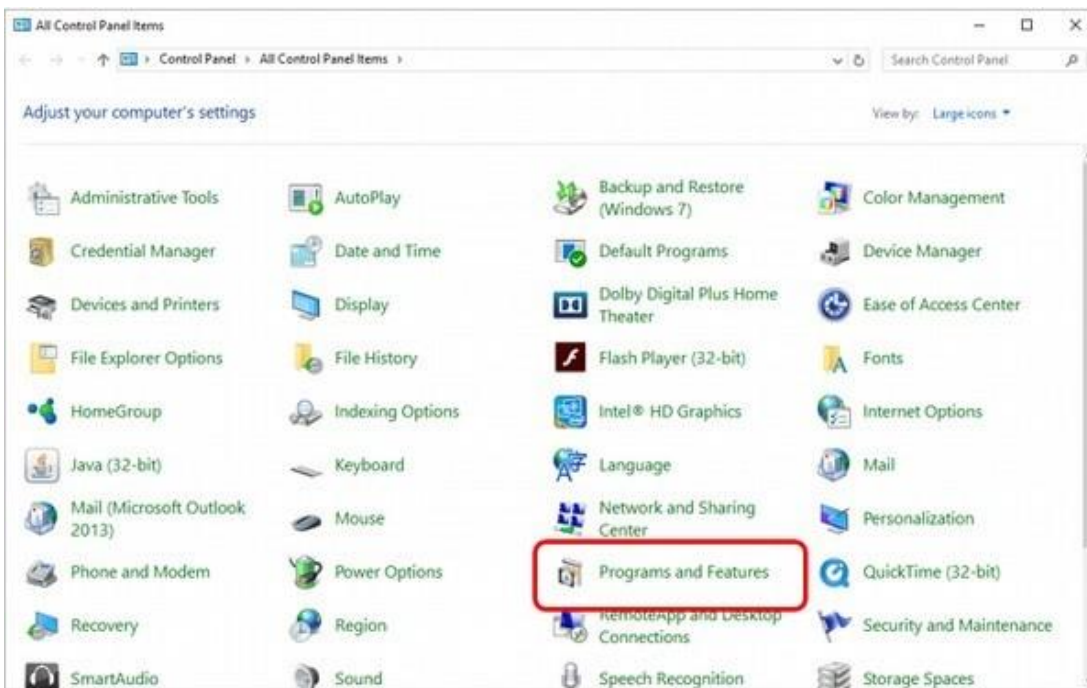 All Control Panel Items
Control Panel All Control Panel Items
Search Control Panel
Adjust your computer's settings
View by: Large icons
Administrative Tools
AutoPlay
Backup and Restore
(Windows 7)
Color Management
Credential Manager
Date and Time
Default Programs
Device Manager
Devices and Printers
Display
Dolby Digital Plus Home
Theater
Ease of Access Center
File Explorer Options
File History
Flash Player (32-bit)
Fonts
HomeGroup
Indexing Options
Intel® HD Graphics
Internet Options
Java (32-bit)
Keyboard
Language
Mail
Mail (Microsoft Outlook
2013)
Mouse
Network and Sharing
Center
Personalization
Phone and Modem
Power Options
Programs and Features
QuickTime (32-bit)
Recovery
Region
RemoteApp and Desktop
Connections
Security and Maintenance
SmartAudio
Sound
Speech Recognition
Storage Spaces